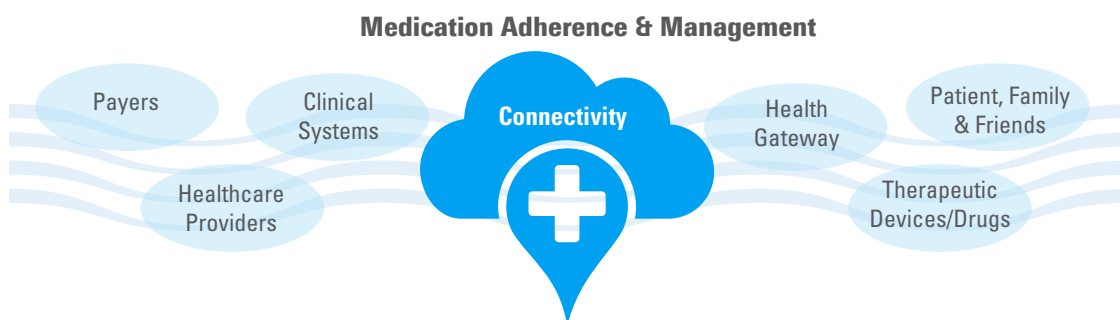 Medication Adherence & Management
Payers
Clinical
Systems
Healthcare
Providers
Connectivity
Health
Gateway
Patient, Family
& Friends
Therapeutic
Devices/Drugs